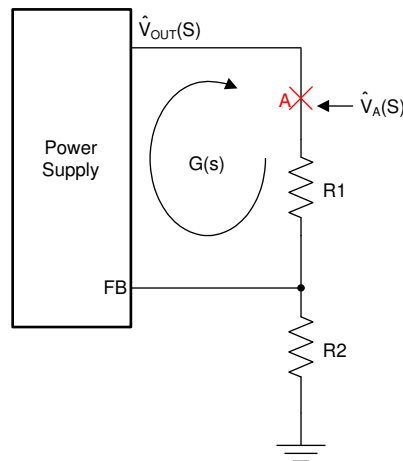 V̂OUT(S)
A
V̂A(S)
Power
Supply
G(s)
R1
FB
R2